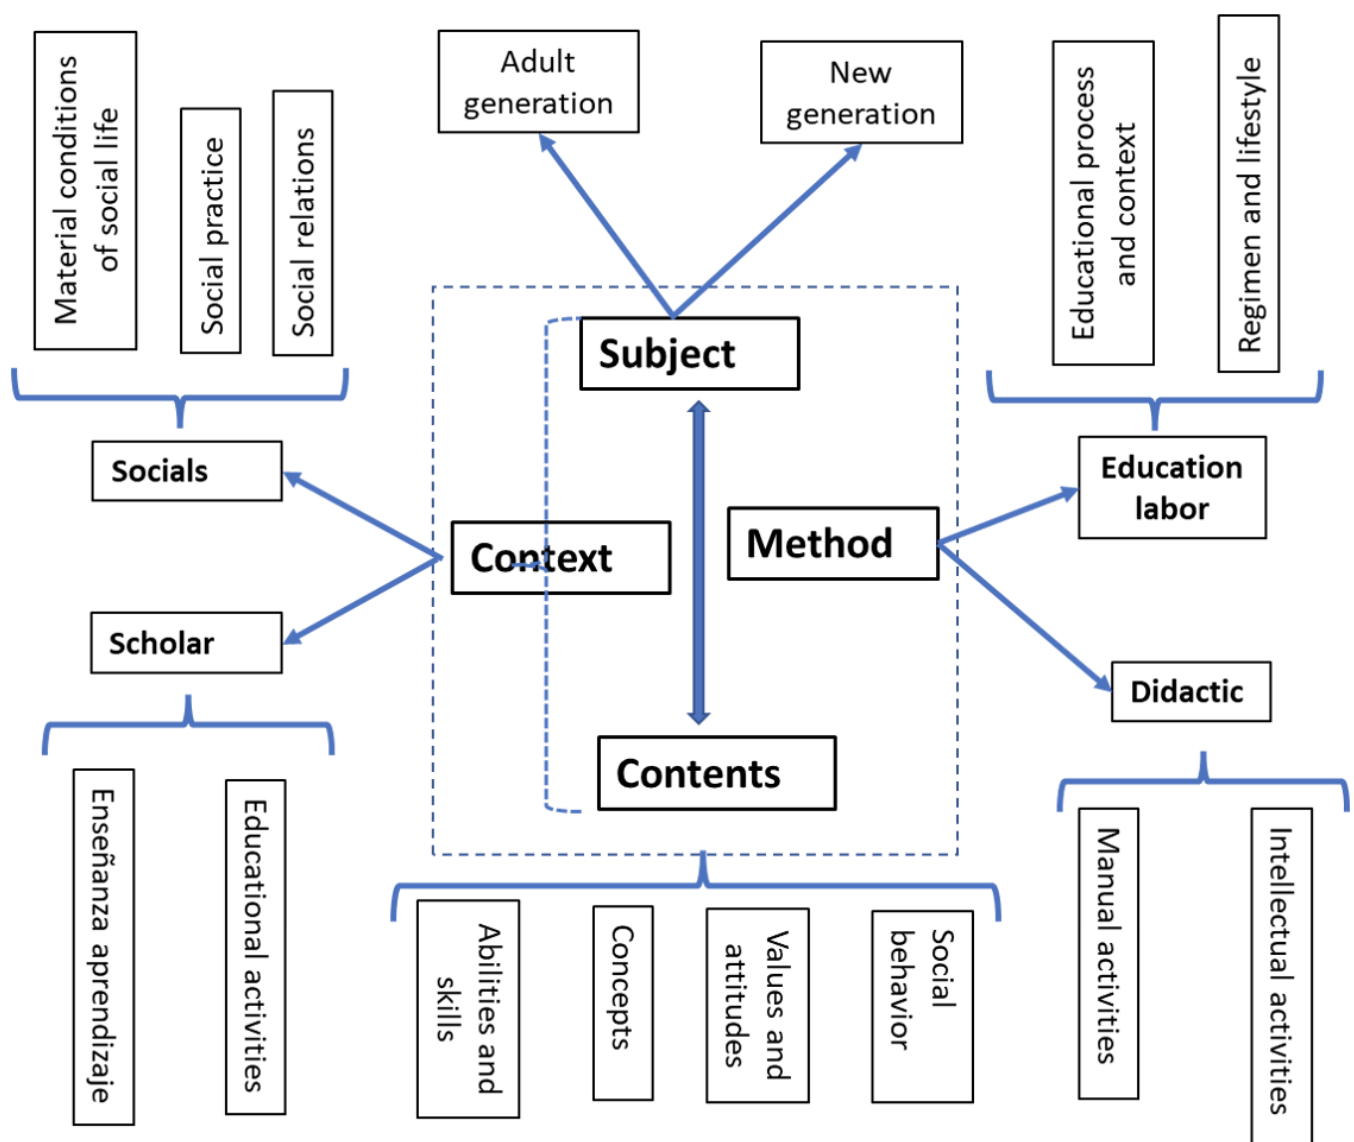 Material conditions
of social life
Social practice
Social relations
Adult
generation
New
generation
Educational process
and context
Regimen and lifestyle
Subject
Socials
Education
labor
Context
Method
Scholar
Didactic
Contents
Enseñanza aprendizaje
Educational activities
Abilities and
skills
Concepts
Values and
attitudes
Social
behavior
Manual activities
Intellectual activities